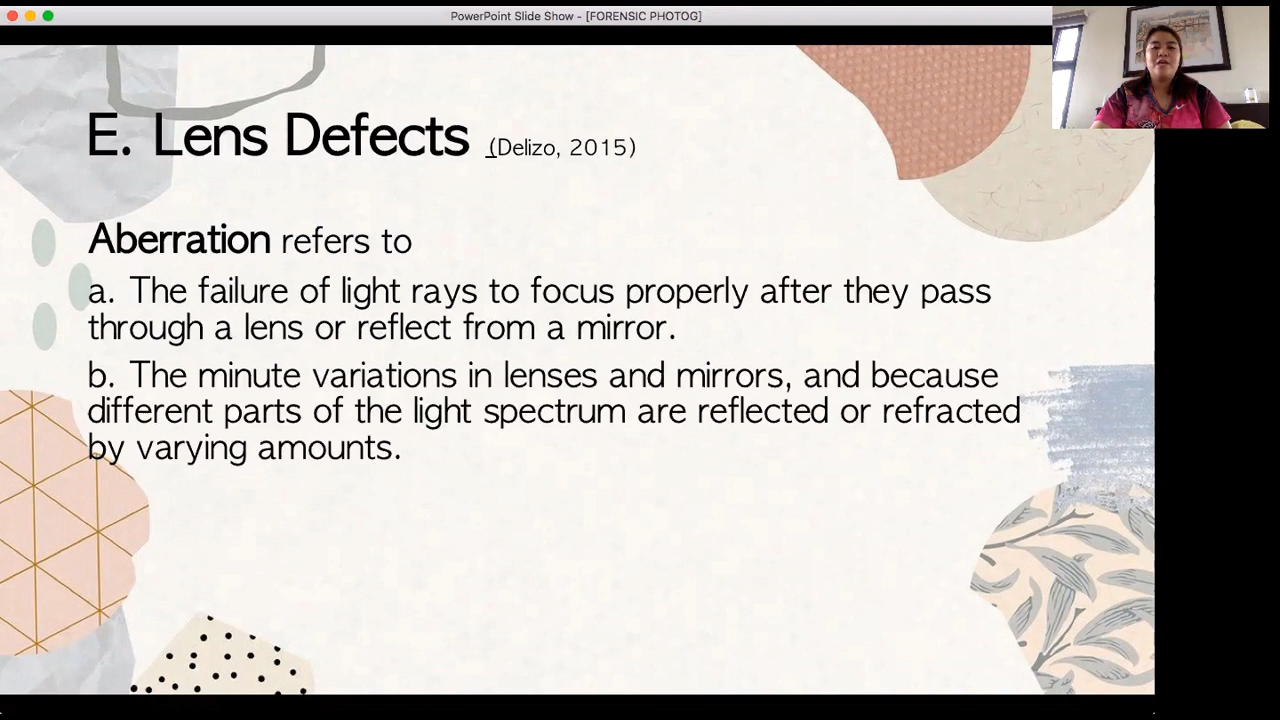 PowerPoint Slide Show - [FORENSIC PHOTOG]
E. Lens Defects (Delizo, 2015)
Aberration refers to
a. The failure of light rays to focus properly after they pass
through a lens or reflect from a mirror.
b. The minute variations in lenses and mirrors, and because
different parts of the light spectrum are reflected or refracted
by varying amounts.